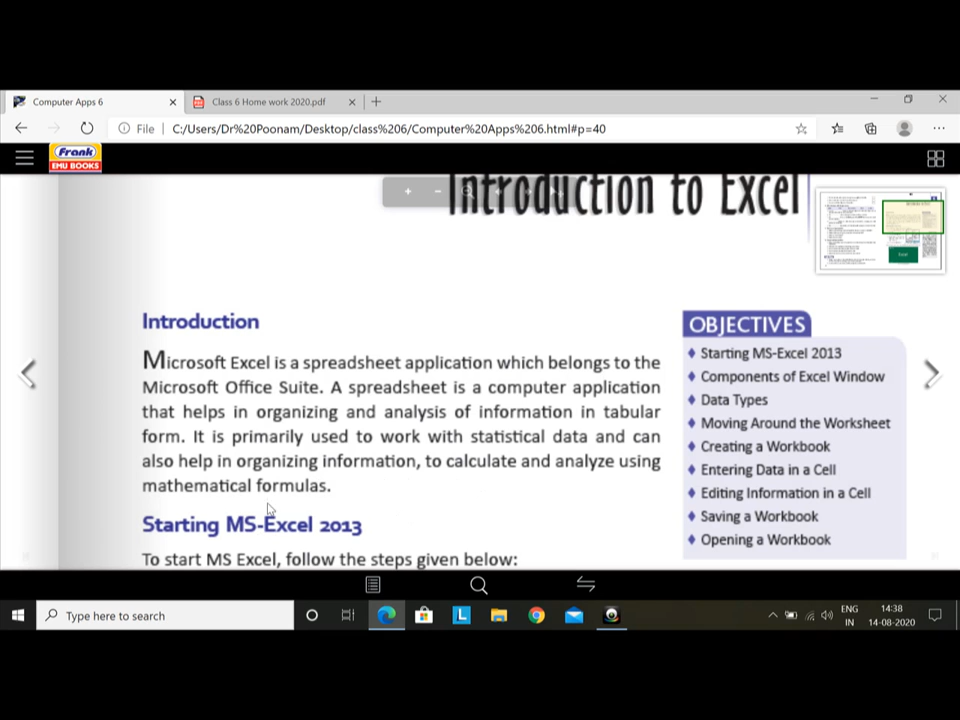 Computer Apps 6
Class 6 Home work 2020.pdf
File
C:/Users/Dr%20Poonam/Desktop/class%206/Computer%20Apps%206.html#p=40
Frank
EMU BOOKS
Introduction to Excel
Introduction
Microsoft Excel is a spreadsheet application which belongs to the
Microsoft Office Suite. A spreadsheet is a computer application
that helps in organizing and analysis of information in tabular
form. It is primarily used to work with statistical data and can
also help in organizing information, to calculate and analyze using
mathematical formulas.
Starting MS-Excel 2013
To start MS Excel, follow the steps given below:
OBJECTIVES
Starting MS-Excel 2013
Components of Excel Window
Data Types
Moving Around the Worksheet
Creating a Workbook
Entering Data in a Cell
Editing Information in a Cell
Saving a Workbook
Opening a Workbook
Type here to search
ENG
IN
14:38
14-08-2020